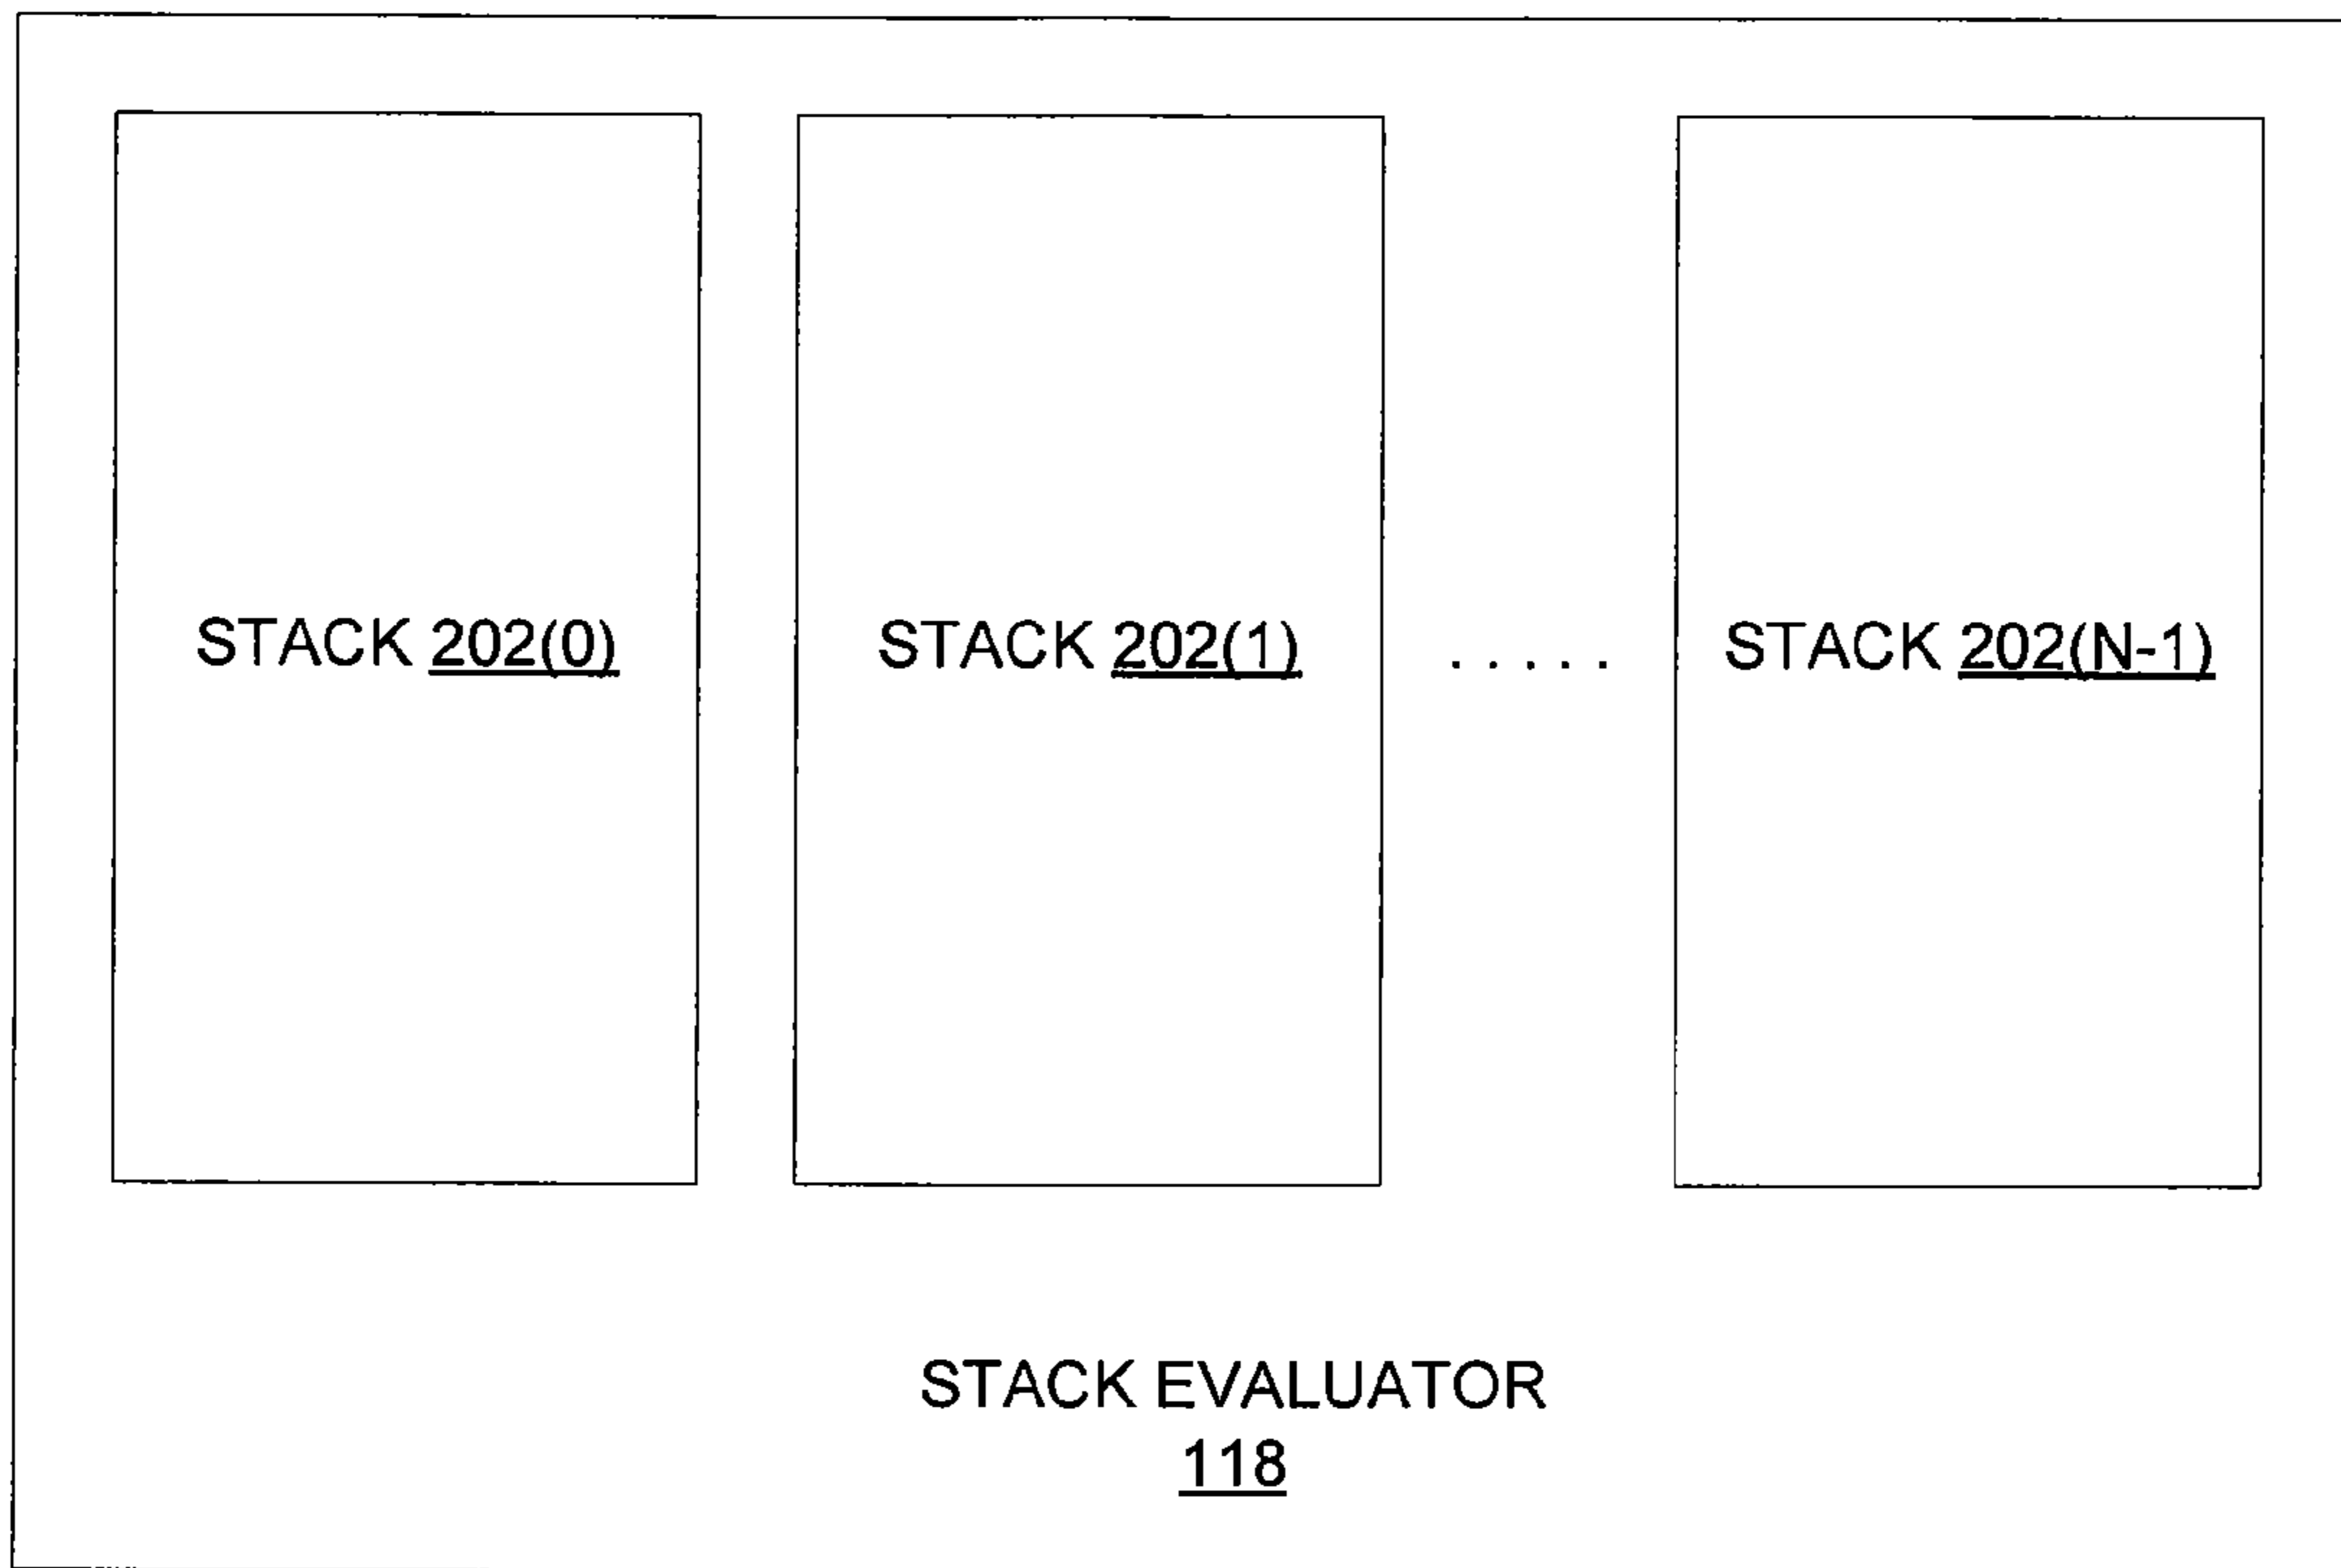 STACK 202(0)
STACK 202(1)
. . . . .
STACK 202(N-1)
STACK EVALUATOR
118